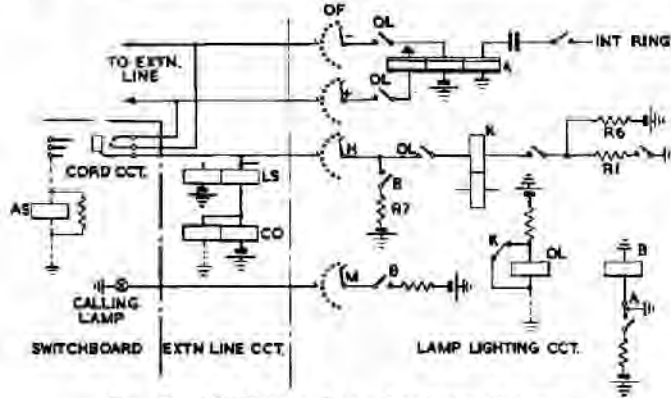 OF
OL
INT RING
TO EXTN.
LINE
OL
A
+
K
R6
H
OL
R1
CORD CCT.
LS
B
R7
AS
CO
K
OL
B
M
B
A
CALLING
LAMP
SWITCHBOARD
EXTN LINE CCT.
LAMP LIGHTING CCT.